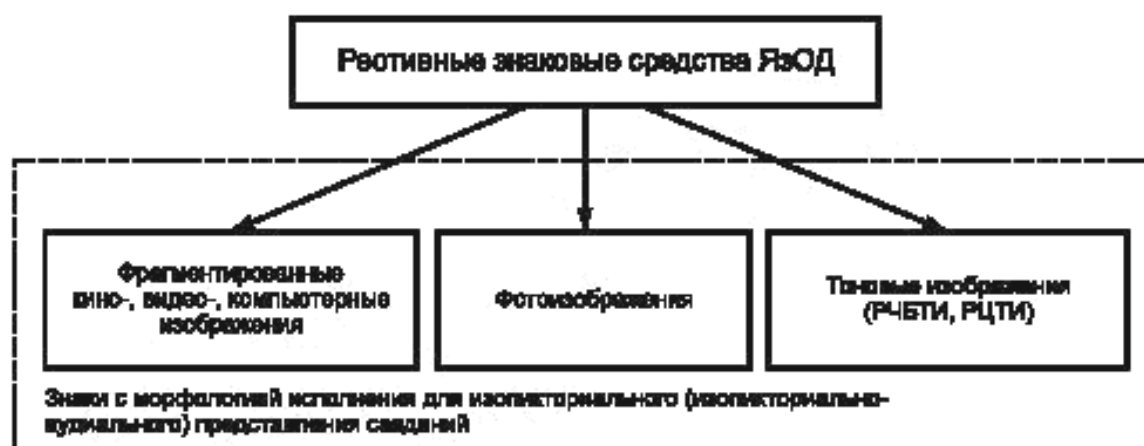 Рестивные знаковые средства ЯзОД
Фрагментированные
кино-, видео-, компьютерные
изображения
Фотоизображения
Тоновые изображения
(РЧБТИ, РЦТИ)
Знаки с морфологией исполнения для изопикториального (изопикториально-
аудиального) представления сведений